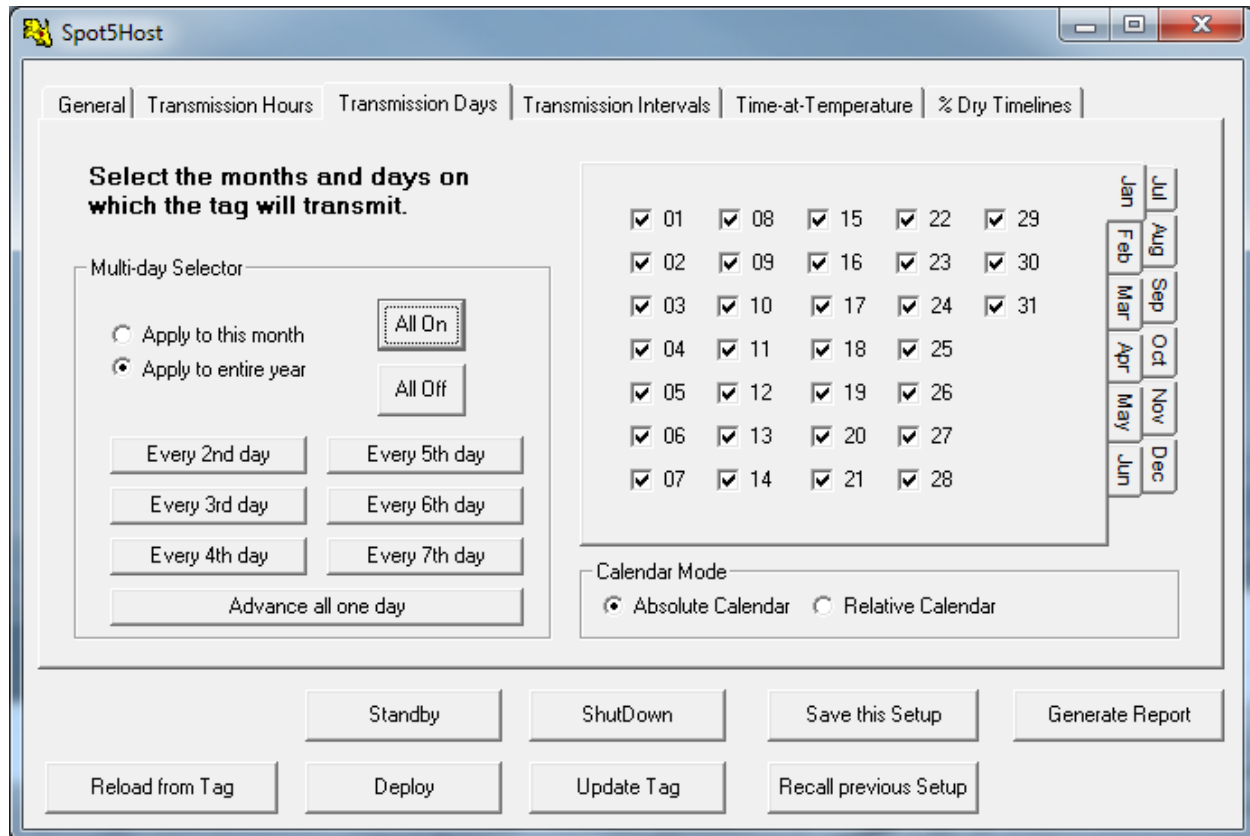 Spot5Host
General Transmission Hours Transmission Days Transmission Intervals Time-at-Temperature % Dry Timelines
Select the months and days on
which the tag will transmit.
Multi-day Selector
Apply to this month
Apply to entire year
All On
All Off
Every 2nd day Every 5th day
Every 3rd day Every 6th day
Every 4th day Every 7th day
Advance all one day
01 08 15 22 29
02 09 16 23 30
03 10 17 24 31
04 11 18 25
05 12 19 26
06 13 20 27
07 14 21 28
Jan
Feb
Mar
Apr
May
Jun
Jul
Aug
Sep
Oct
Nov
Dec
Calendar Mode
Absolute Calendar Relative Calendar
Standby ShutDown Save this Setup Generate Report
Reload from Tag Deploy Update Tag Recall previous Setup